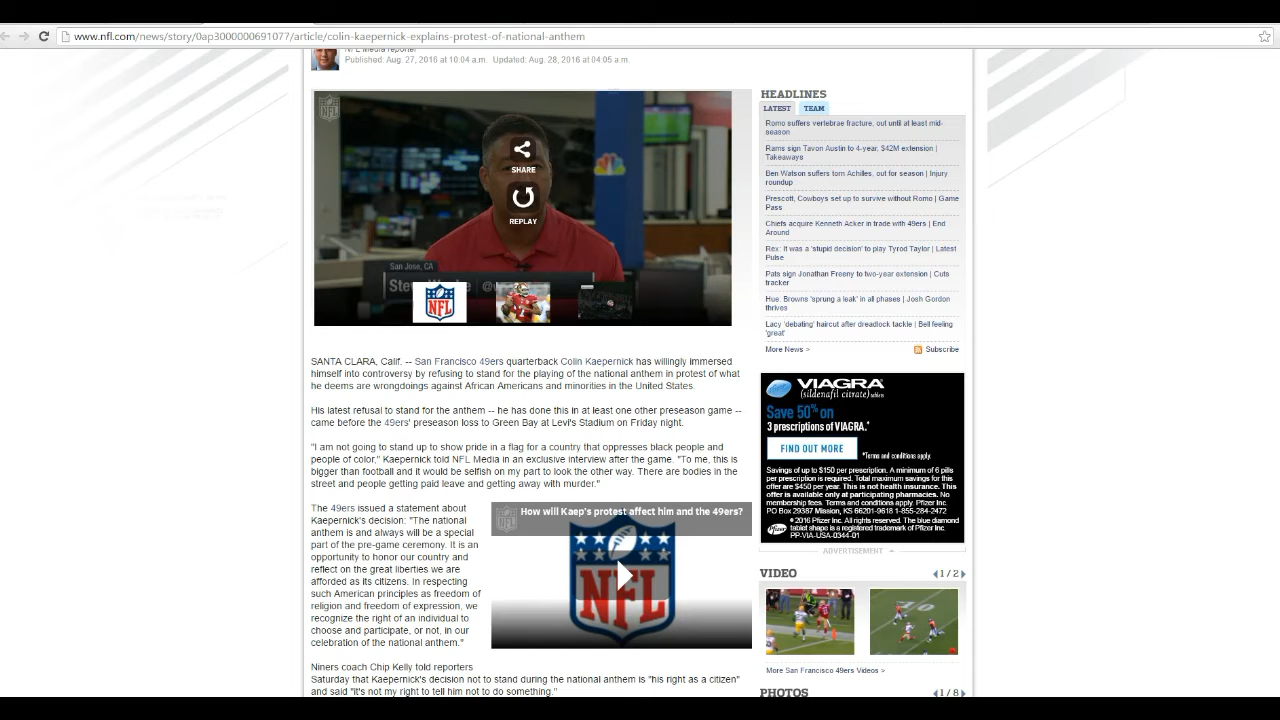 www.nfl.com/news/story/0ap3000000691077/article/colin-kaepernick-explains-protest-of-national-anthem
NFL Media reporter
Published: Aug. 27, 2016 at 10:04 a.m. Updated: Aug. 28, 2016 at 04:05 a.m.
NFL
SHARE
REPLAY
San Jose, CA
NFL
SANTA CLARA, Calif. -- San Francisco 49ers quarterback Colin Kaepernick has willingly immersed
himself into controversy by refusing to stand for the playing of the national anthem in protest of what
he deems are wrongdoings against African Americans and minorities in the United States.
His latest refusal to stand for the anthem -- he has done this in at least one other preseason game --
came before the 49ers' preseason loss to Green Bay at Levi's Stadium on Friday night.
"I am not going to stand up to show pride in a flag for a country that oppresses black people and
people of color," Kaepernick told NFL Media in an exclusive interview after the game. "To me, this is
bigger than football and it would be selfish on my part to look the other way. There are bodies in the
street and people getting paid leave and getting away with murder."
The 49ers issued a statement about
Kaepernick's decision: "The national
anthem is and always will be a special
part of the pre-game ceremony. It is an
opportunity to honor our country and
reflect on the great liberties we are
afforded as its citizens. In respecting
such American principles as freedom of
religion and freedom of expression, we
recognize the right of an individual to
choose and participate, or not, in our
celebration of the national anthem."
How will Kaep's protest affect him and the 49ers?
NFL
Niners coach Chip Kelly told reporters
Saturday that Kaepernick's decision not to stand during the national anthem is "his right as a citizen"
and said "it's not my right to tell him not to do something."
HEADLINES
LATEST TEAM
Romo suffers vertebrae fracture, out until at least mid-
season
Rams sign Tavon Austin to 4-year, $42M extension |
Takeaways
Ben Watson suffers torn Achilles, out for season | Injury
roundup
Prescott, Cowboys set up to survive without Romo | Game
Pass
Chiefs acquire Kenneth Acker in trade with 49ers | End
Around
Rex: It was a 'stupid decision' to play Tyrod Taylor | Latest
Pulse
Pats sign Jonathan Freeny to two-year extension | Cuts
tracker
Hue: Browns 'sprung a leak' in all phases | Josh Gordon
thrives
Lacy 'debating' haircut after dreadlock tackle | Bell feeling
'great'
More News > Subscribe
VIAGRA
(sildenafil citrate) tablets
Save 50% on
3 prescriptions of VIAGRA.*
FIND OUT MORE
*Terms and conditions apply.
Savings of up to $150 per prescription. A minimum of 6 pills
per prescription is required. Total maximum savings for this
offer are $450 per year. This is not health insurance. This
offer is available only at participating pharmacies. No
membership fees. Terms and conditions apply. Pfizer Inc.
PO Box 29387 Mission, KS 66201-9618 1-855-284-2472
Pfizer
© 2016 Pfizer Inc. All rights reserved. The blue diamond
tablet shape is a registered trademark of Pfizer Inc.
PP-VIA-USA-0344-01
ADVERTISEMENT
VIDEO 1 / 2
More San Francisco 49ers Videos >
PHOTOS 1 / 8